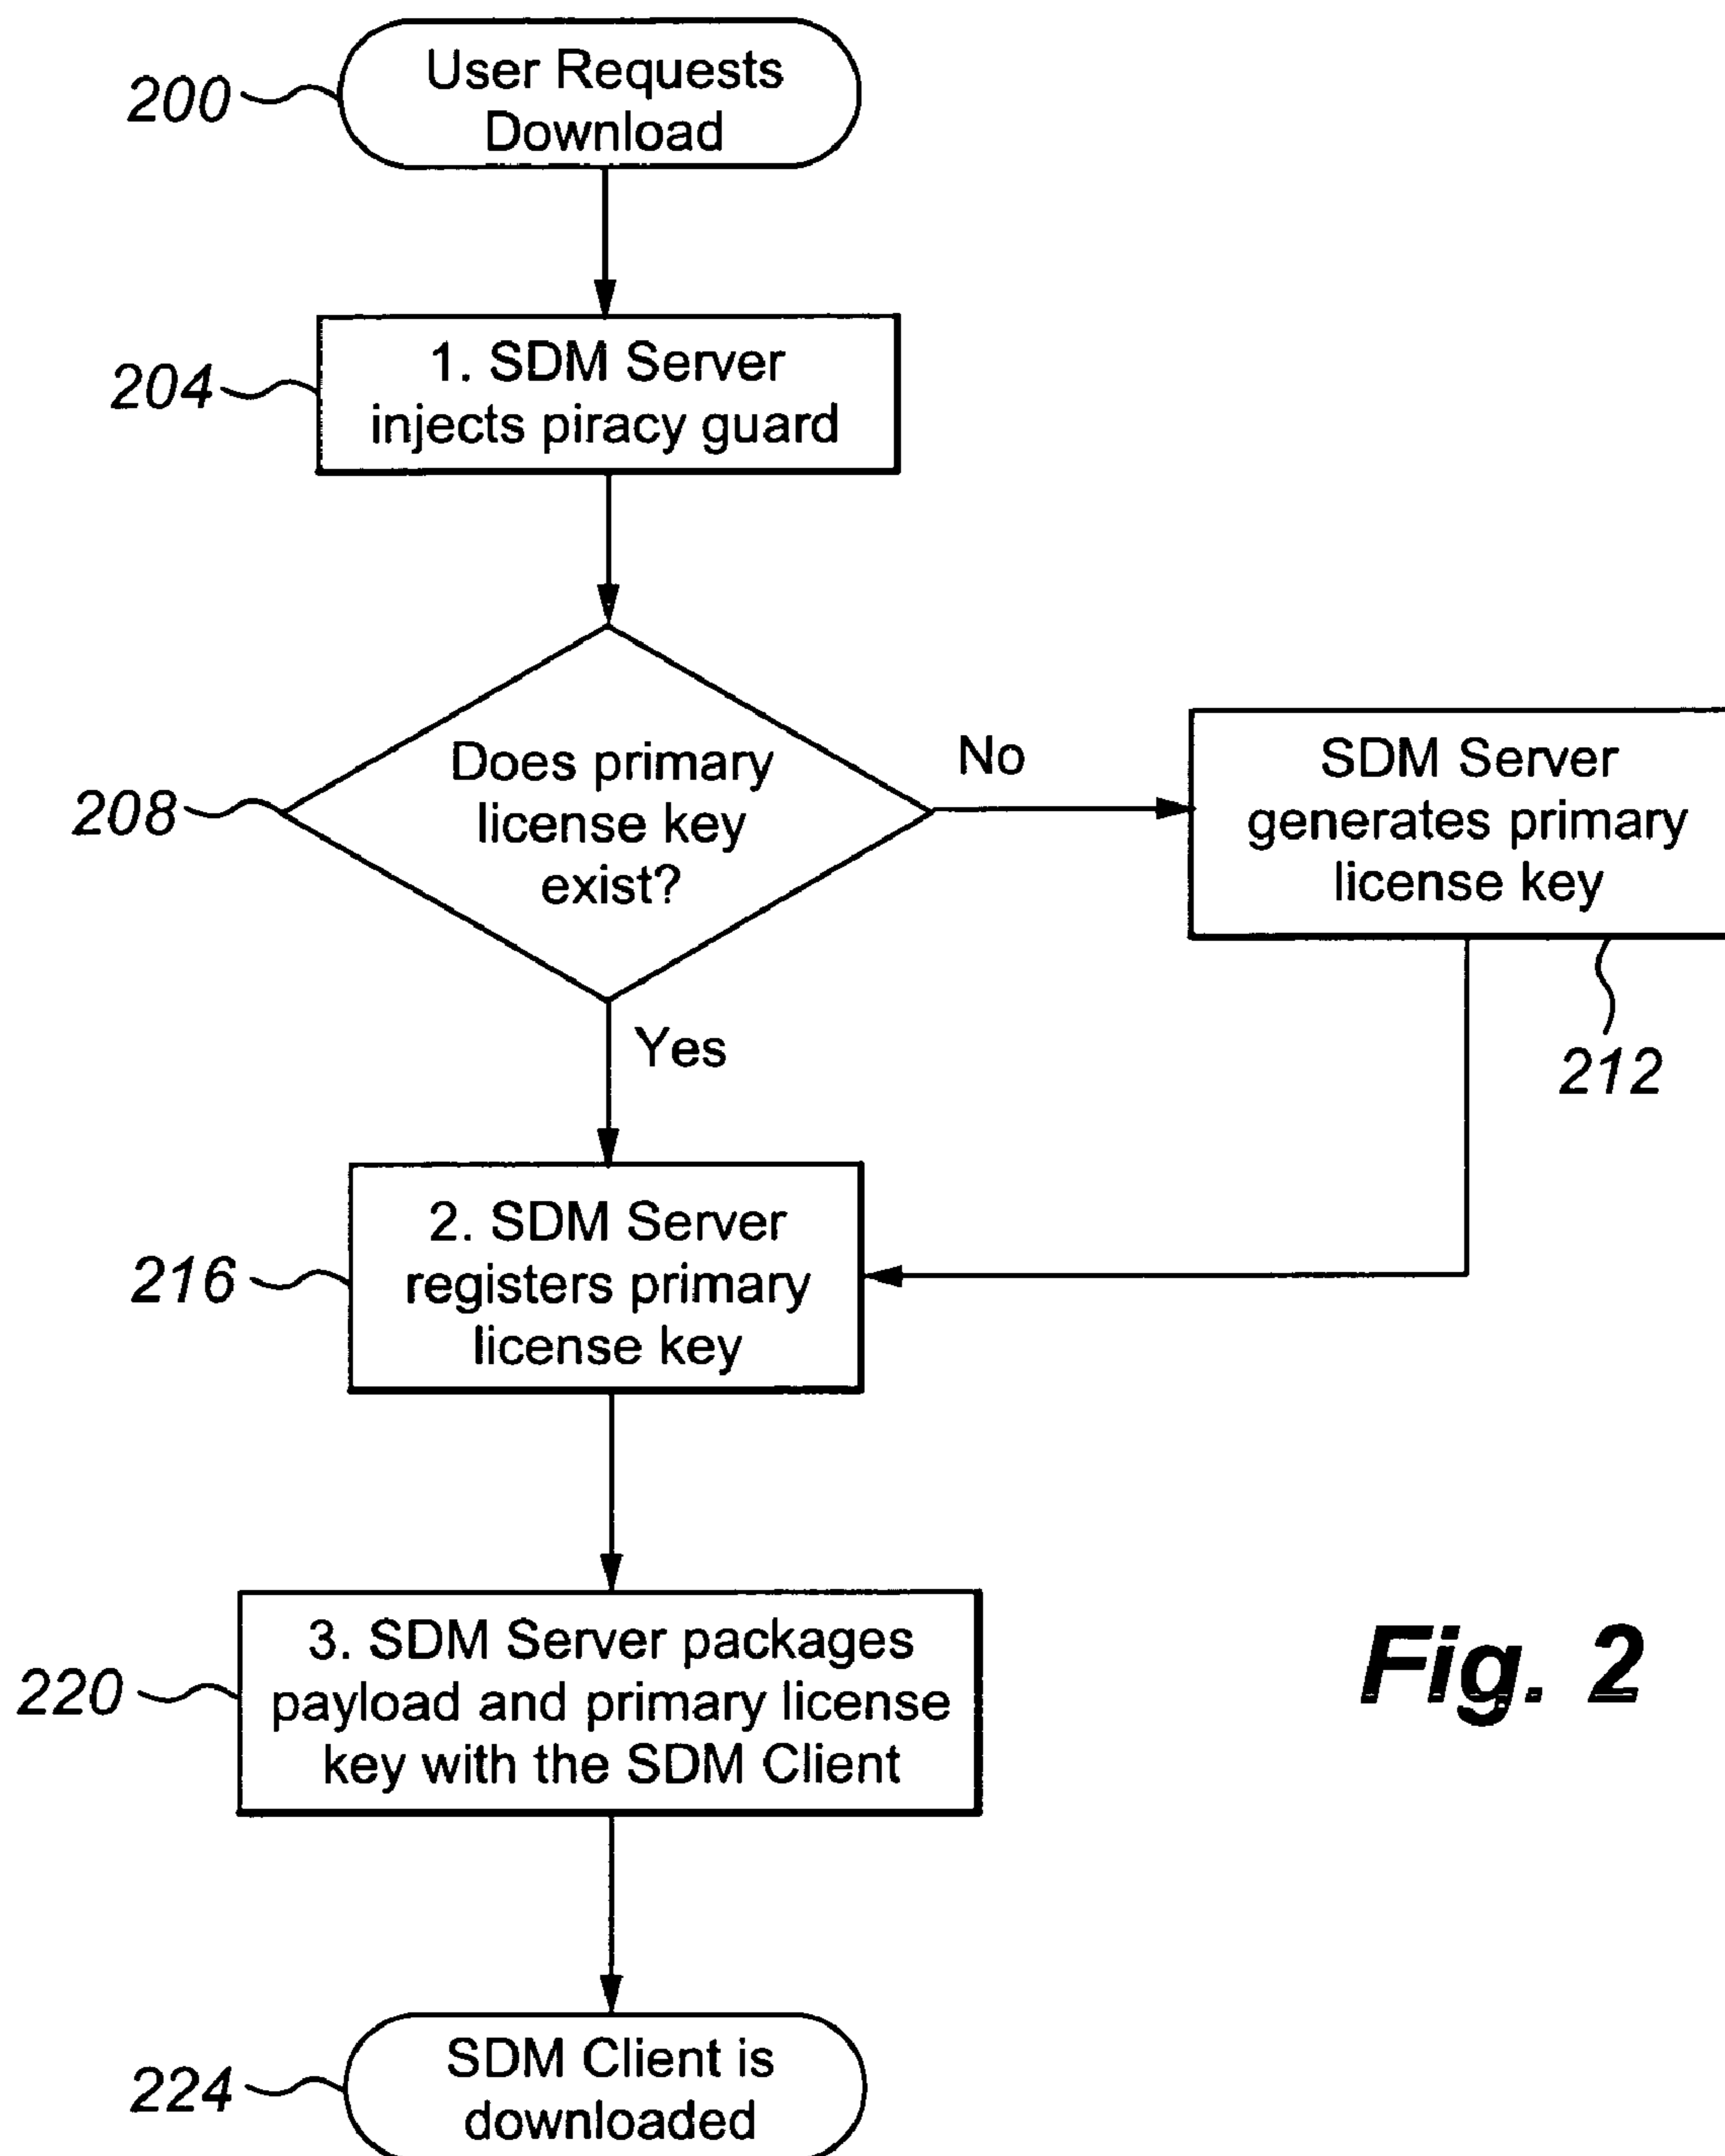 User Requests
Download
200
1. SDM Server
injects piracy guard
204
Does primary
license key
exist?
208
No
SDM Server
generates primary
license key
212
Yes
2. SDM Server
registers primary
license key
216
3. SDM Server packages
payload and primary license
key with the SDM Client
220
Fig. 2
SDM Client is
downloaded
224